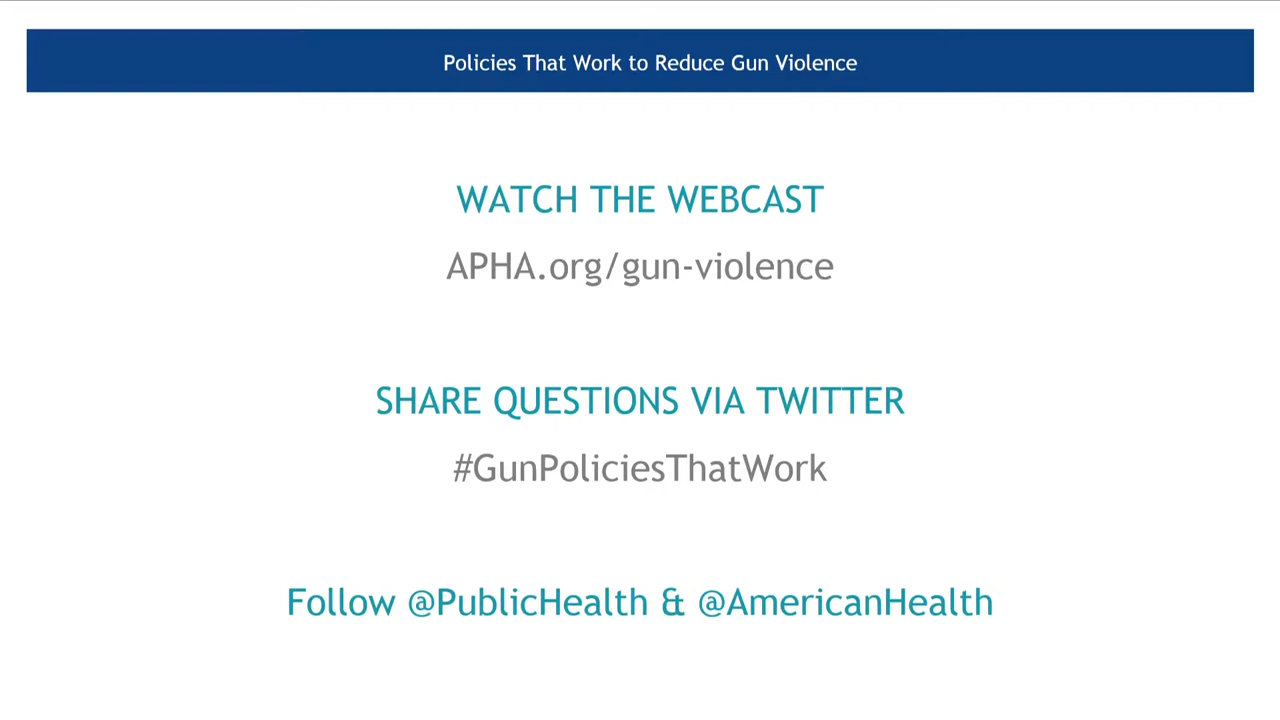 Policies That Work to Reduce Gun Violence
WATCH THE WEBCAST
APHA.org/gun-violence
SHARE QUESTIONS VIA TWITTER
#GunPoliciesThatWork
Follow @PublicHealth & @AmericanHealth